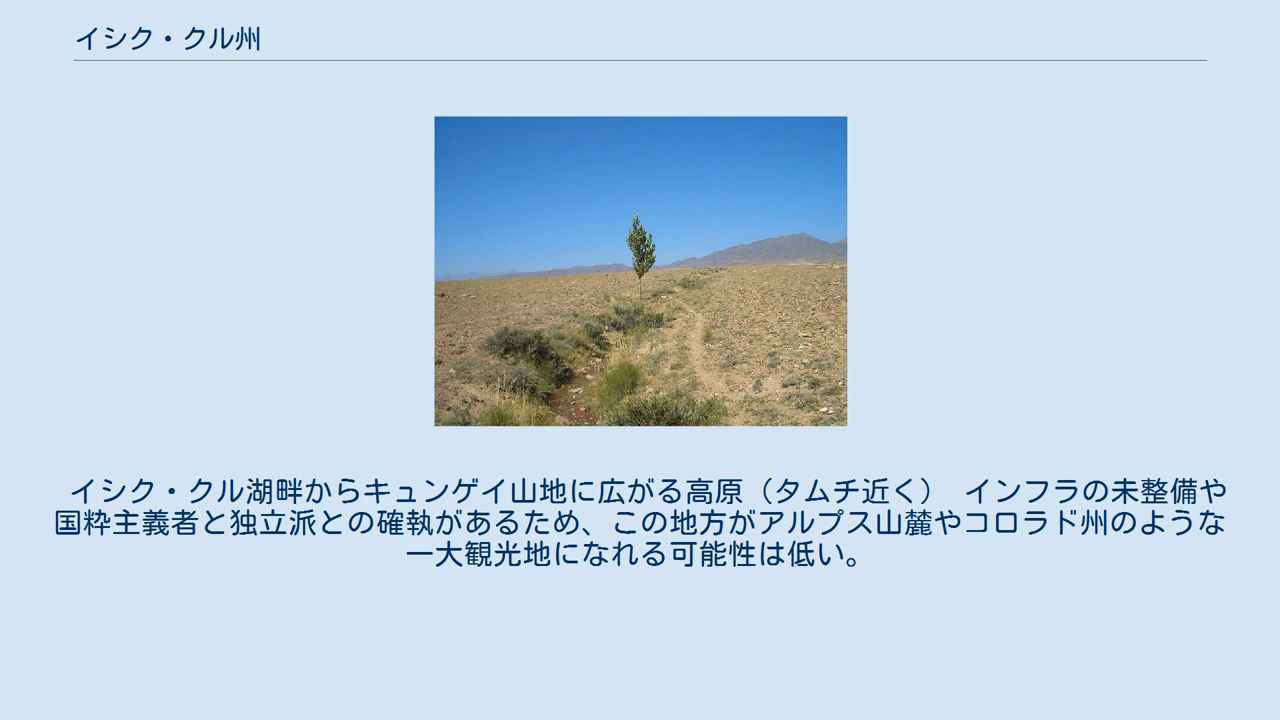 イシク・クル州
イシク・クル湖畔からキュンゲイ山地に広がる高原（タムチ近く）　インフラの未整備や
国粋主義者と独立派との確執があるため、この地方がアルプス山麓やコロラド州のような
一大観光地になれる可能性は低い。